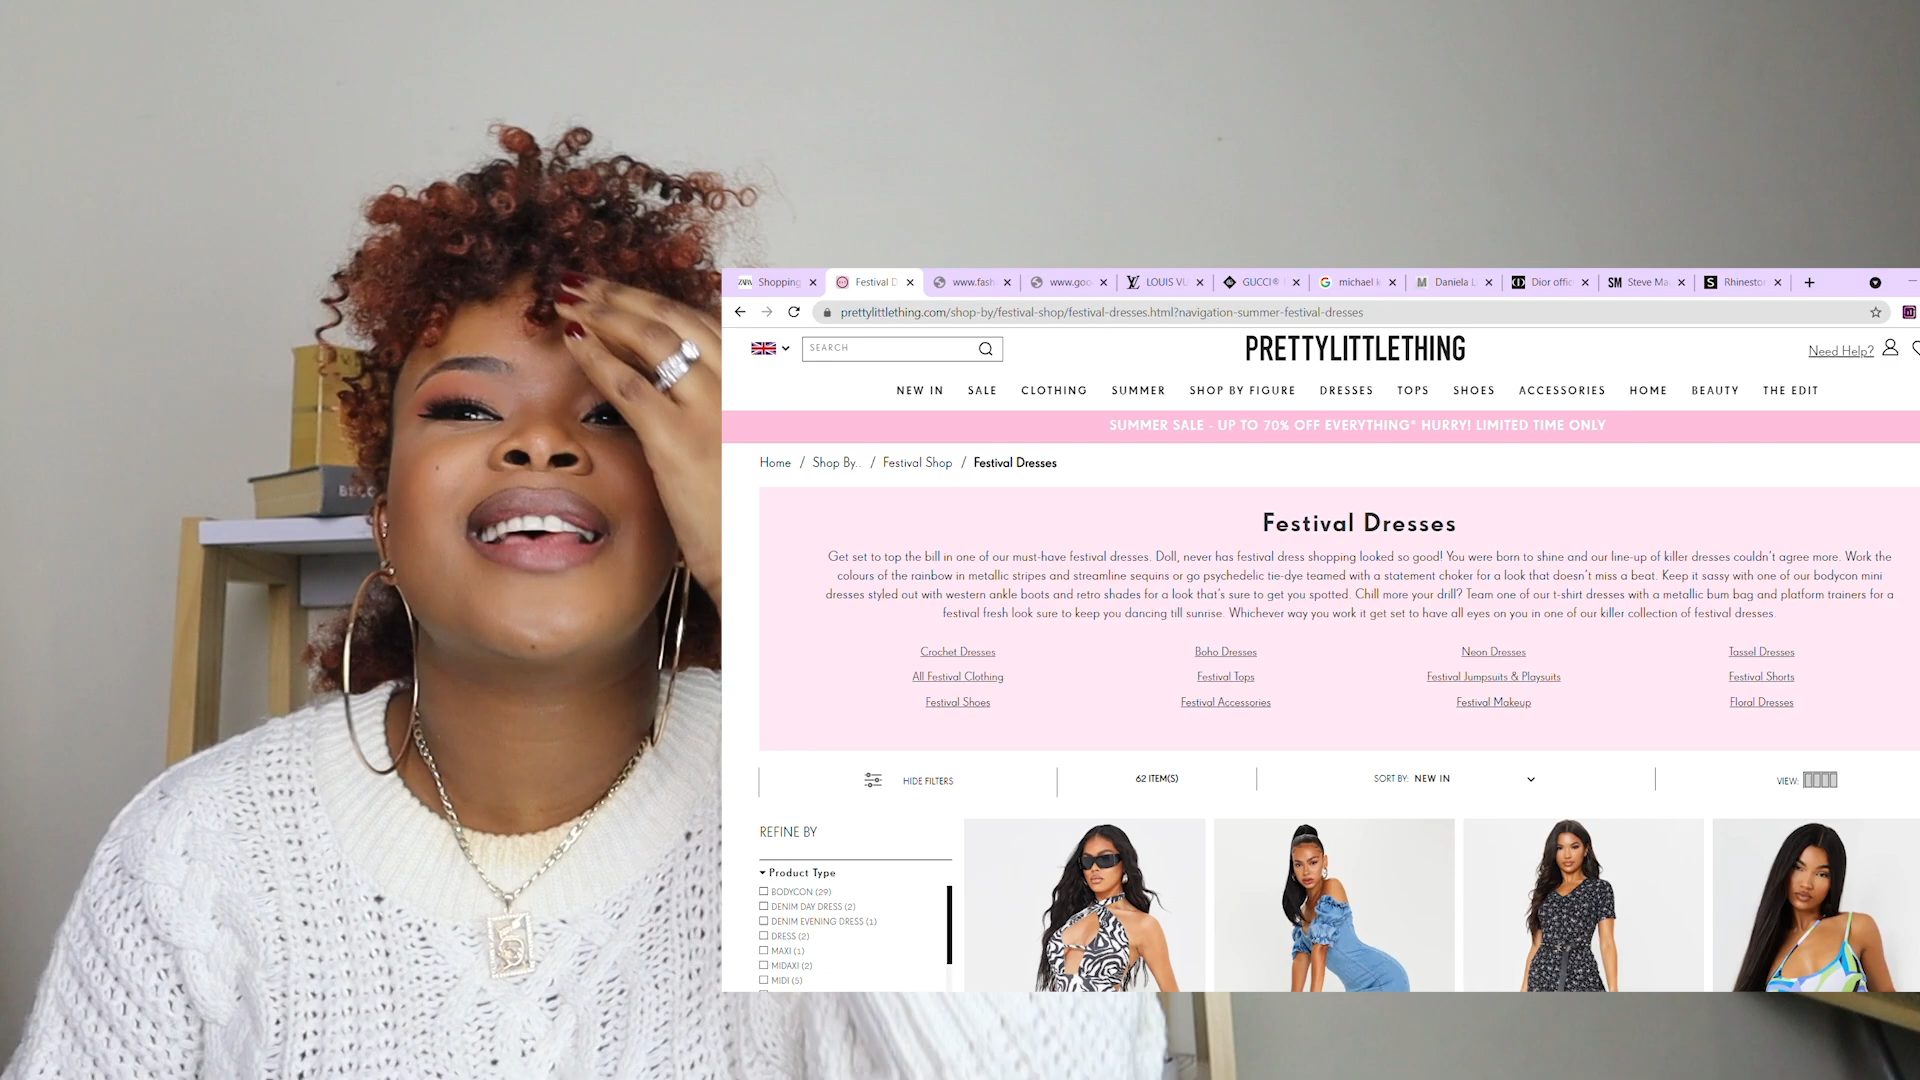 BECO
Shopping
Festival D
www.fash
www.goo
LOUIS VU
GUCCI®
michael k
Daniela L
Dior offic
SM Steve Ma
Rhinestor
prettylittlething.com/shop-by/festival-shop/festival-dresses.html?navigation-summer-festival-dresses
SEARCH
PRETTYLITTLETHING
Need Help?
NEW IN SALE CLOTHING SUMMER SHOP BY FIGURE DRESSES TOPS SHOES ACCESSORIES HOME BEAUTY THE EDIT
SUMMER SALE - UP TO 70% OFF EVERYTHING* HURRY! LIMITED TIME ONLY
Home / Shop By.. / Festival Shop / Festival Dresses
Festival Dresses
Get set to top the bill in one of our must-have festival dresses. Doll, never has festival dress shopping looked so good! You were born to shine and our line-up of killer dresses couldn't agree more. Work the
colours of the rainbow in metallic stripes and streamline sequins or go psychedelic tie-dye teamed with a statement choker for a look that doesn't miss a beat. Keep it sassy with one of our bodycon mini
dresses styled out with western ankle boots and retro shades for a look that's sure to get you spotted. Chill more your drill? Team one of our t-shirt dresses with a metallic bum bag and platform trainers for a
festival fresh look sure to keep you dancing till sunrise. Whichever way you work it get set to have all eyes on you in one of our killer collection of festival dresses.
Crochet Dresses Boho Dresses Neon Dresses Tassel Dresses
All Festival Clothing Festival Tops Festival Jumpsuits & Playsuits Festival Shorts
Festival Shoes Festival Accessories Festival Makeup Floral Dresses
HIDE FILTERS 62 ITEM(S) SORT BY: NEW IN VIEW:
REFINE BY
Product Type
BODYCON (29)
DENIM DAY DRESS (2)
DENIM EVENING DRESS (1)
DRESS (2)
MAXI (1)
MIDAXI (2)
MIDI (5)